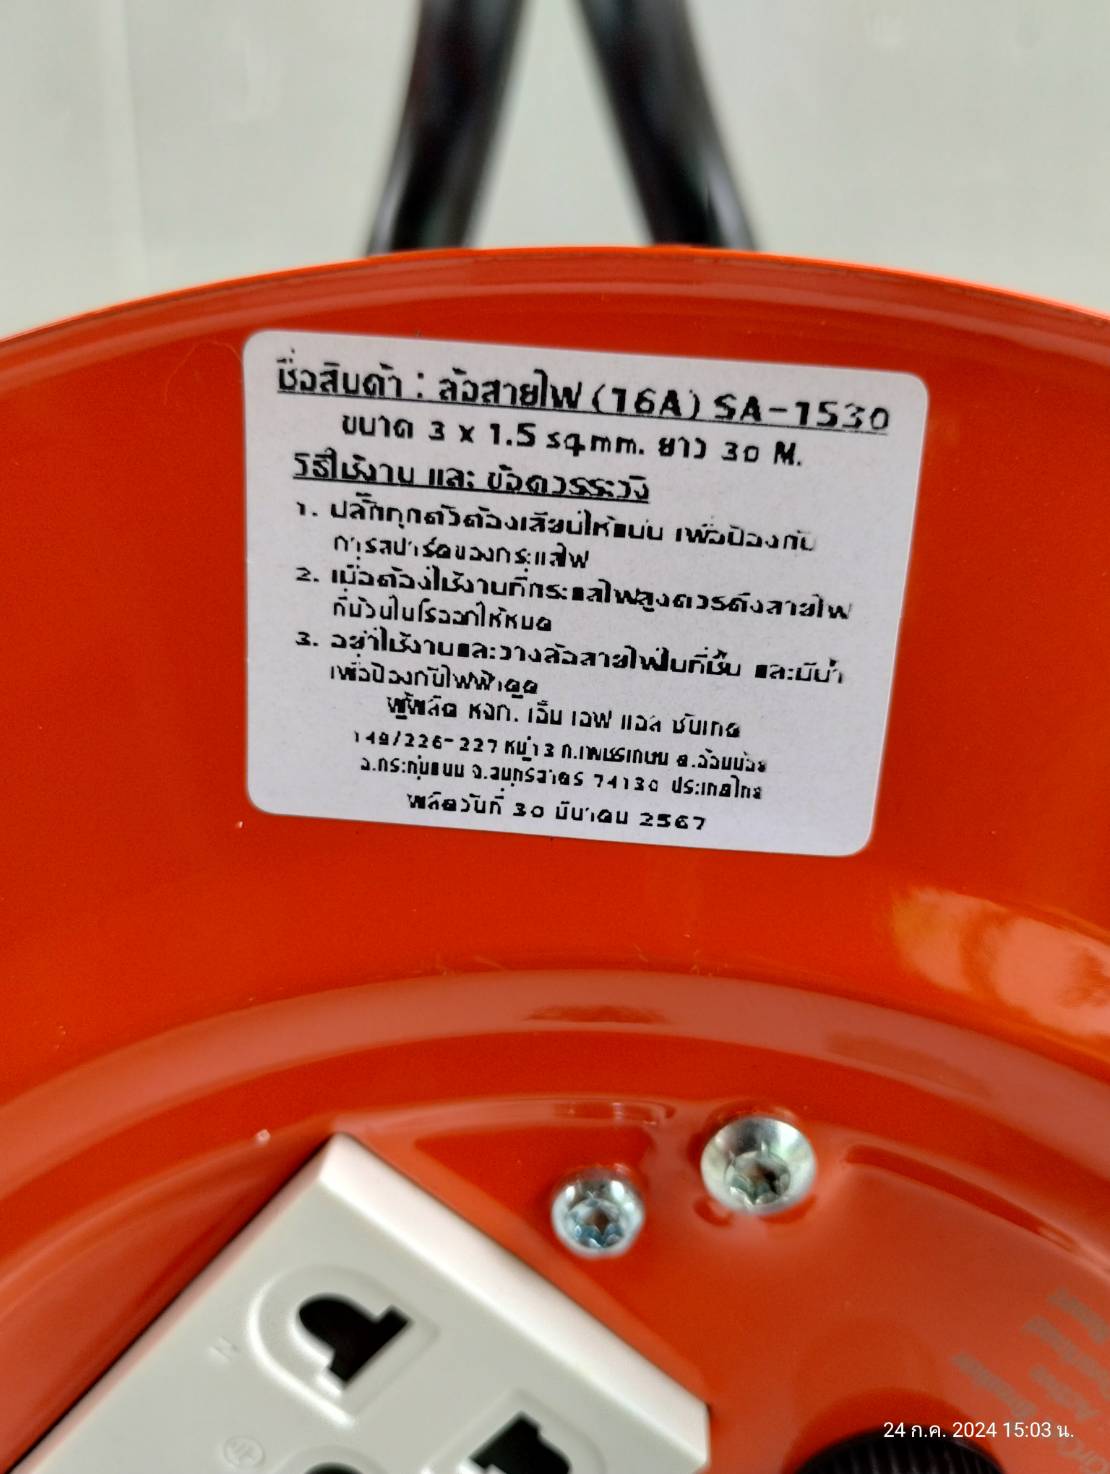 ชื่อสินค้า : ล้อสายไฟ (16A) SA-1530
ขนาด 3 x 1.5 sq.mm. ยาว 30 M.
วิธีใช้งาน และ ข้อควรระวัง
1. ปลั๊กทุกตัวต้องเสียบให้แน่น เพื่อป้องกัน
การสปาร์คของกระแสไฟ
2. เมื่อต้องใช้งานที่กระแสไฟสูงควรดึงสายไฟ
ที่ม้วนในโรออกให้หมด
3. อย่าใช้งานและวางล้อสายไฟในที่ชื้น และมีน้ำ
เพื่อป้องกันไฟฟ้าดูด
ผู้ผลิต หจก. เอ็น เอฟ แอล ซันเทค
149/226-227 หมู่ 13 ถ.เพชรเกษม ต.อ้อมน้อย
อ.กระทุ่มแบน จ.สมุทรสาคร 74130 ประเทศไทย
ผลิตวันที่ 30 มีนาคม 2567
N
24 ก.ค. 2024 15:03 น.